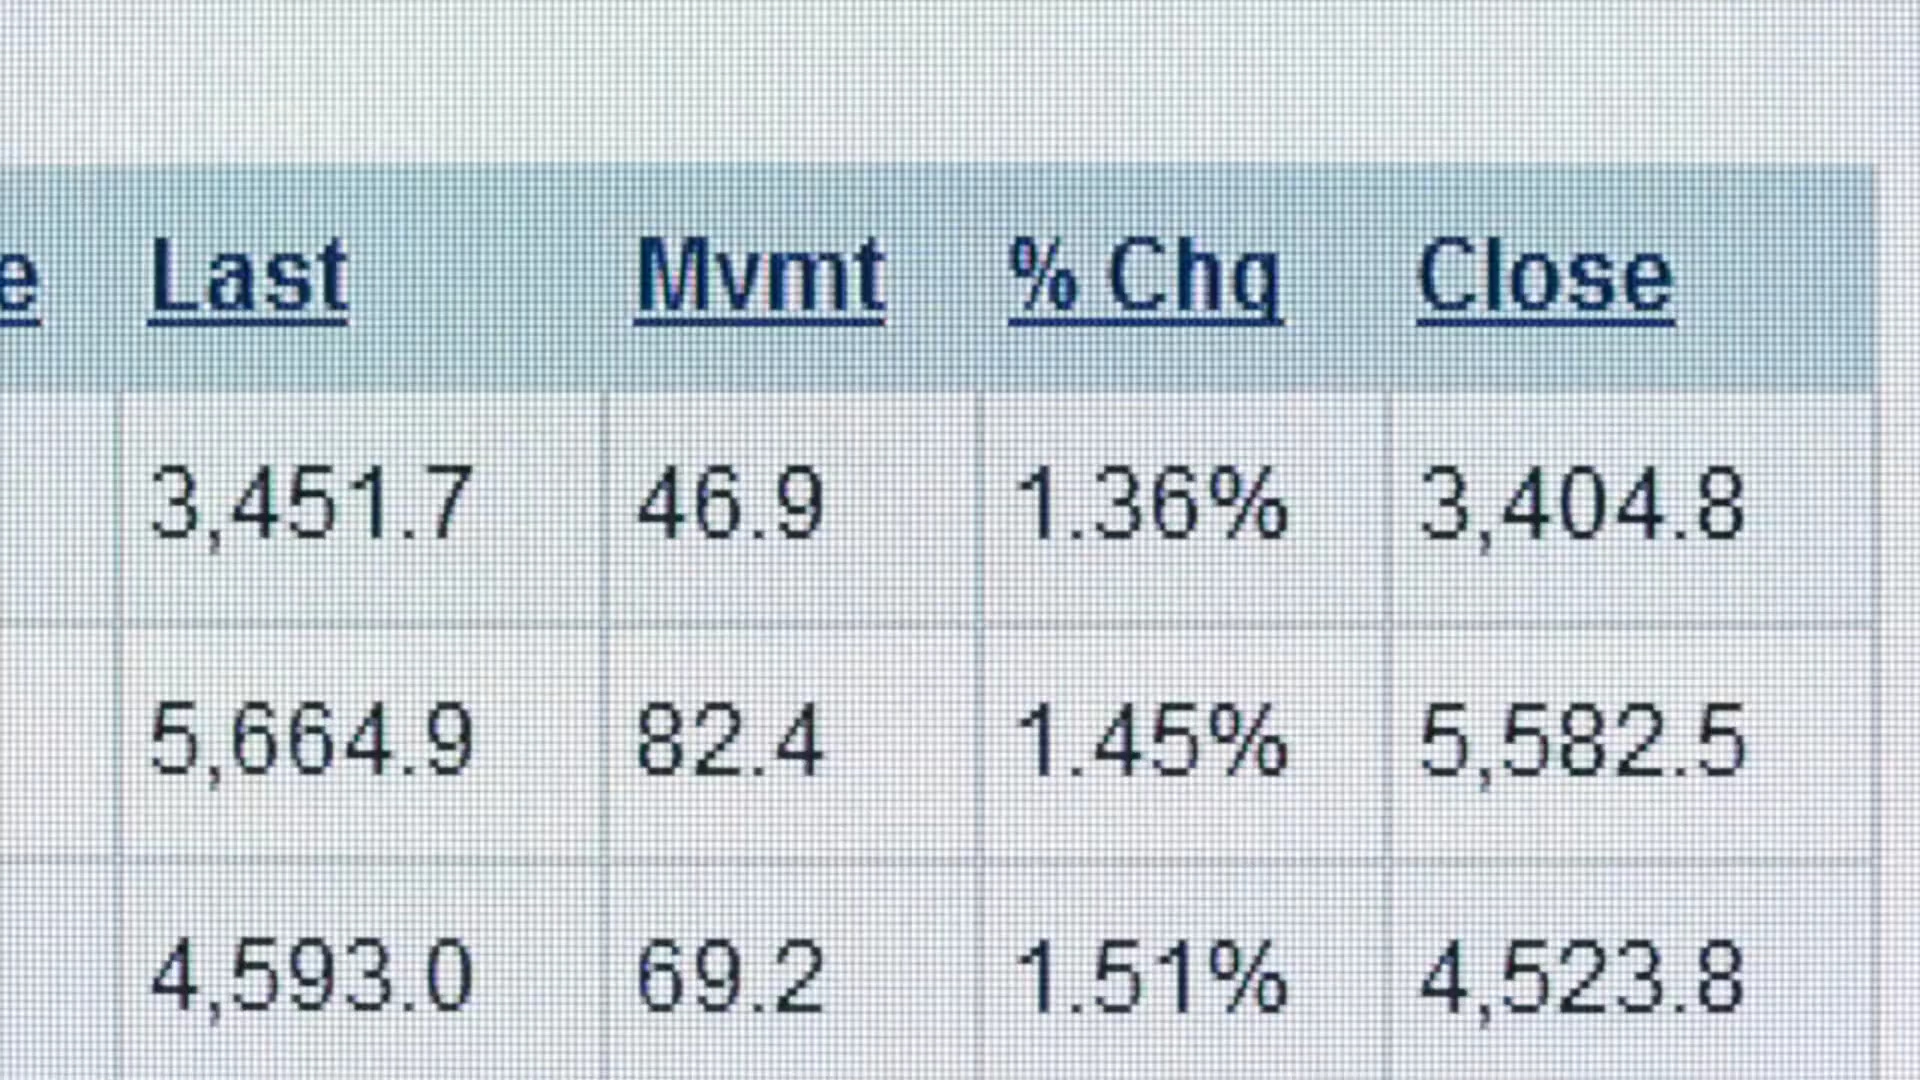 e Last Mvmt % Chg Close
3,451.7 46.9 1.36% 3,404.8
5,664.9 82.4 1.45% 5,582.5
4,593.0 69.2 1.51% 4,523.8